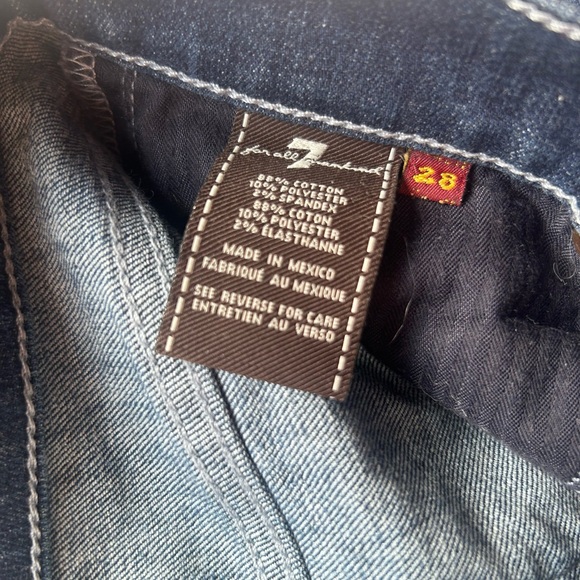 7
for all mankind
88% COTTON
10% POLYESTER
2% SPANDEX
88% COTON
10% POLYESTER
2% ELASTHANNE
MADE IN MEXICO
FABRIQUÉ AU MEXIQUE
SEE REVERSE FOR CARE
ENTRETIEN AU VERSO
28